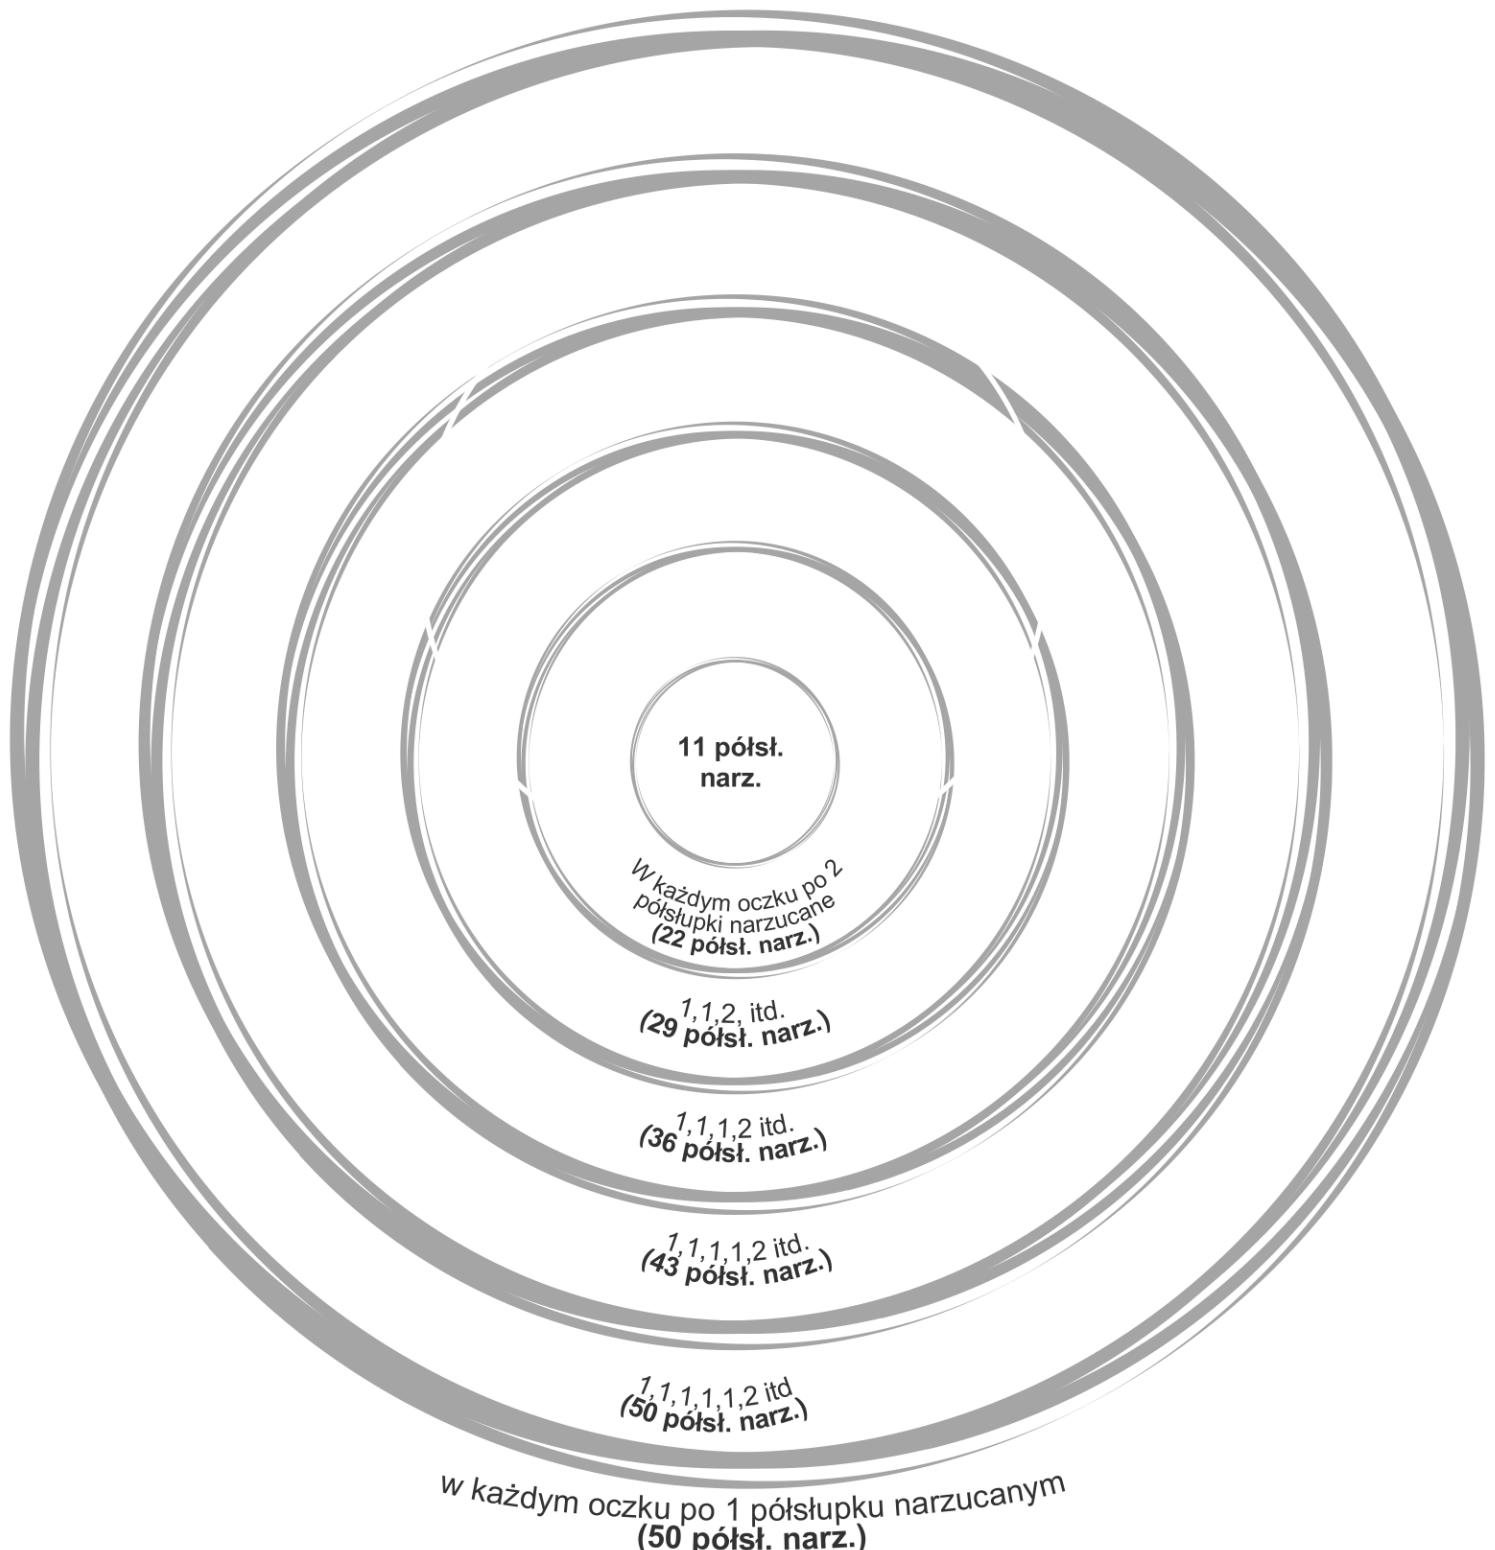 11 półsł.
narz.
W każdym oczku po 2
półsłupki narzucane
(22 półsł. narz.)
1,1,2, itd.
(29 półsł. narz.)
1,1,1,2 itd.
(36 półsł. narz.)
1,1,1,1,2 itd.
(43 półsł. narz.)
1,1,1,1,1,2 itd
(50 półsł. narz.)
w każdym oczku po 1 półsłupku narzucanym
(50 półsł. narz.)